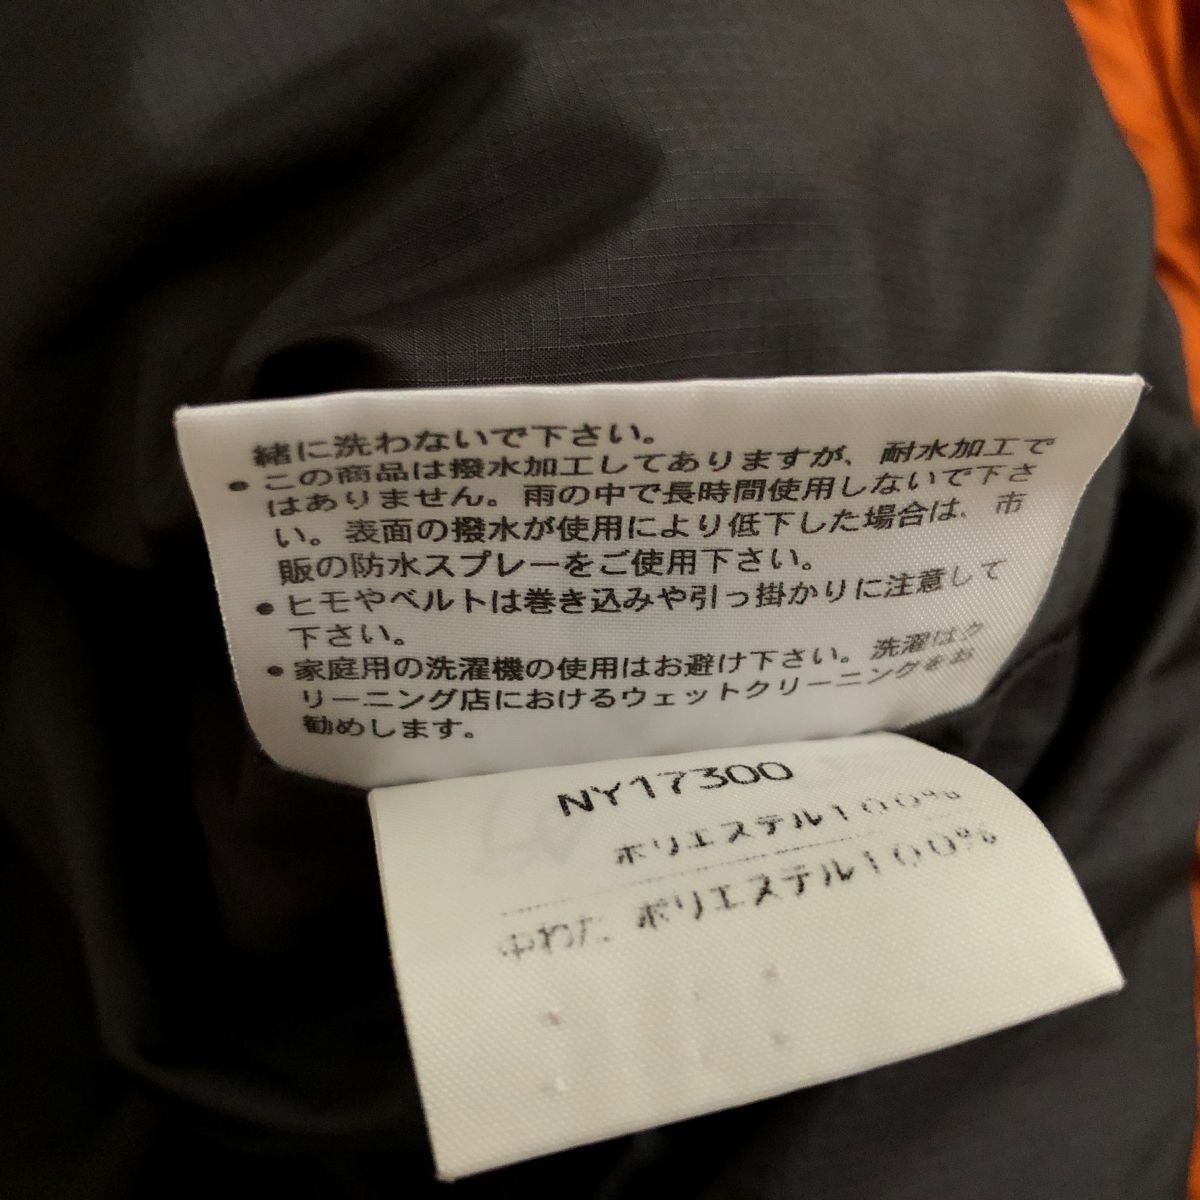 緒に洗わないで下さい。
●この商品は撥水加工してありますが、耐水加工で
はありません。雨の中で長時間使用しないで下さ
い。表面の撥水が使用により低下した場合は、市
販の防水スプレーをご使用下さい。
●ヒモやベルトは巻き込みや引っ掛かりに注意して
下さい。
●家庭用の洗濯機の使用はお避け下さい。洗濯はク
リーニング店におけるウェットクリーニングをお
勧めします。
NY17300
ポリエステル100%
中わた ポリエステル100%